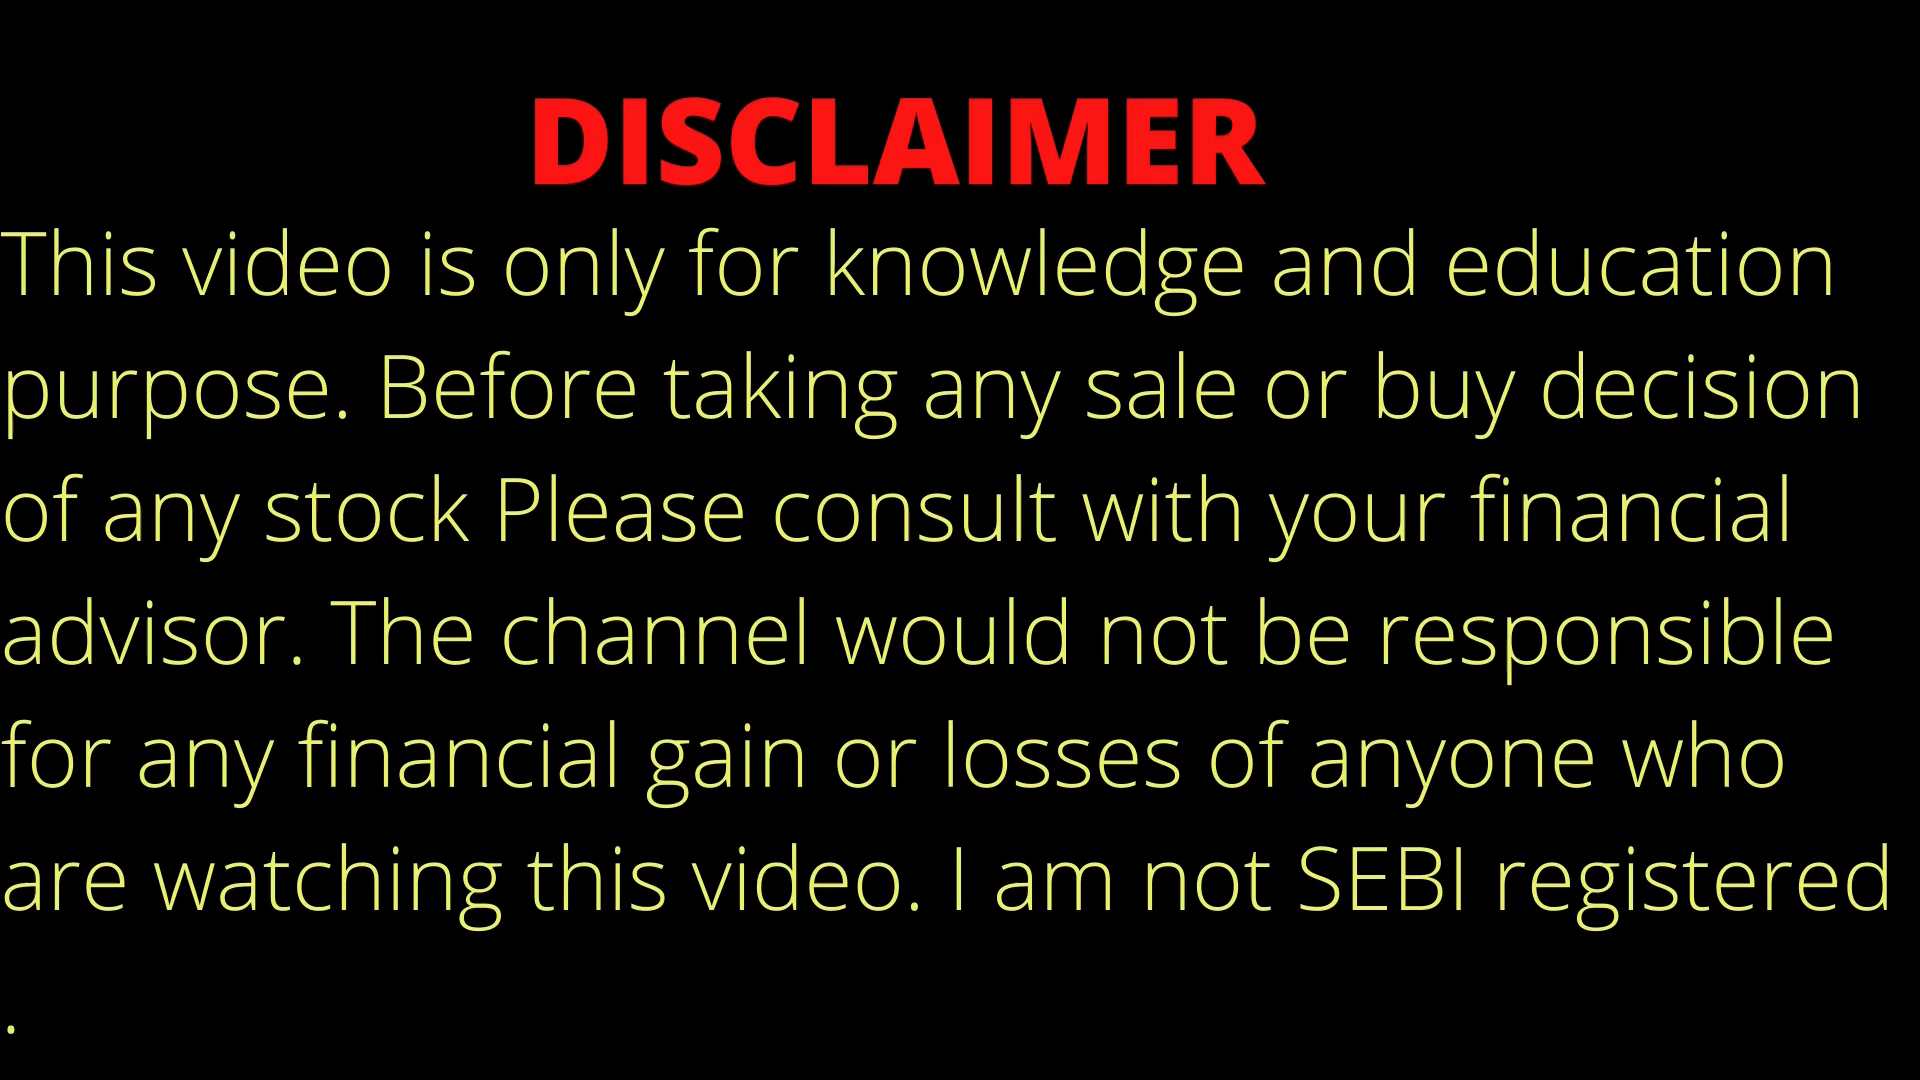 DISCLAIMER
This video is only for knowledge and education
purpose. Before taking any sale or buy decision
of any stock Please consult with your financial
advisor. The channel would not be responsible
for any financial gain or losses of anyone who
are watching this video. I am not SEBI registered
.